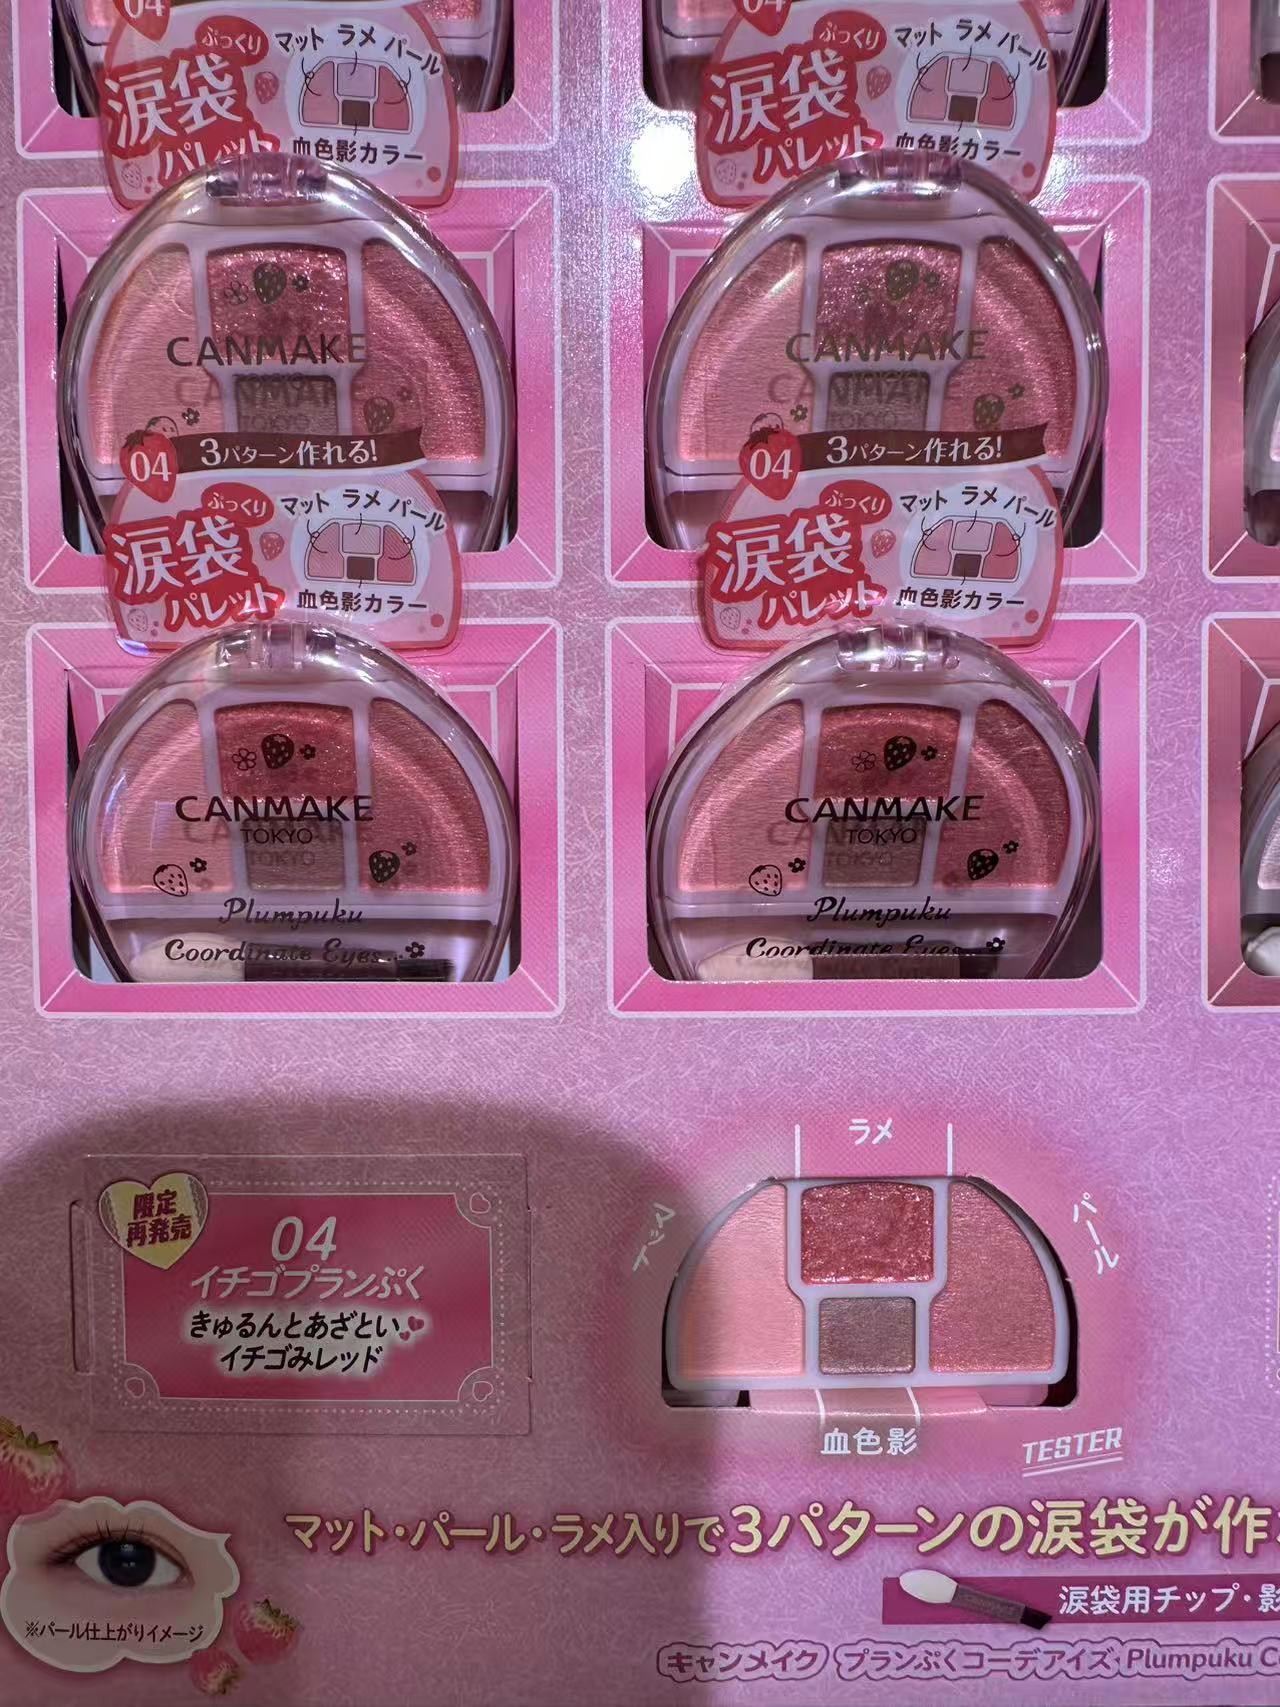 04
ぷっくり
マット ラメ パール
涙袋
パレット
血色影カラー
04
ぷっくり
マット ラメ パール
涙袋
パレット
血色影カラー
CANMAKE
TOKYO
04
3パターン作れる!
ぷっくり
マット ラメ パール
涙袋
パレット
血色影カラー
CANMAKE
TOKYO
04
3パターン作れる!
ぷっくり
マット ラメ パール
涙袋
パレット
血色影カラー
CANMAKE
TOKYO
Plumpuku
Coordinate Eyes
CANMAKE
TOKYO
Plumpuku
Coordinate Eyes
限定
再発売
04
イチゴプランぷく
きゅるんとあざとい
イチゴみレッド
ラメ
マット
パール
血色影
TESTER
マット・パール・ラメ入りで3パターンの涙袋が作
涙袋用チップ・影
※パール仕上がりイメージ
キャンメイク プランぷくコーデアイズ Plumpuku C